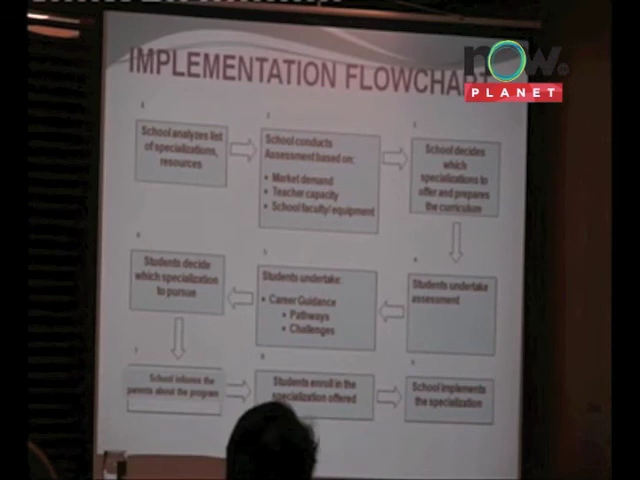 now.
PLANET
IMPLEMENTATION FLOWCHART
School analyzes list
of specializations,
resources
School conducts
Assessment based on:
• Market demand
• Teacher capacity
• School faculty/ equipment
School decides
which
specializations to
offer and prepares
the curriculum
Students decide
which specialization
to pursue
Students undertake:
• Career Guidance
• Pathways
• Challenges
Students undertake
assessment
School informs the
parents about the program
Students enroll in the
specialization offered
School implements
the specialization